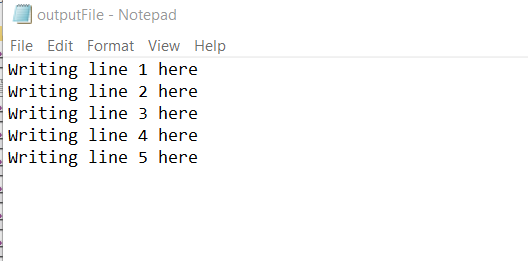 outputFile - Notepad
File Edit Format View Help
Writing line 1 here
Writing line 2 here
Writing line 3 here
Writing line 4 here
Writing line 5 here